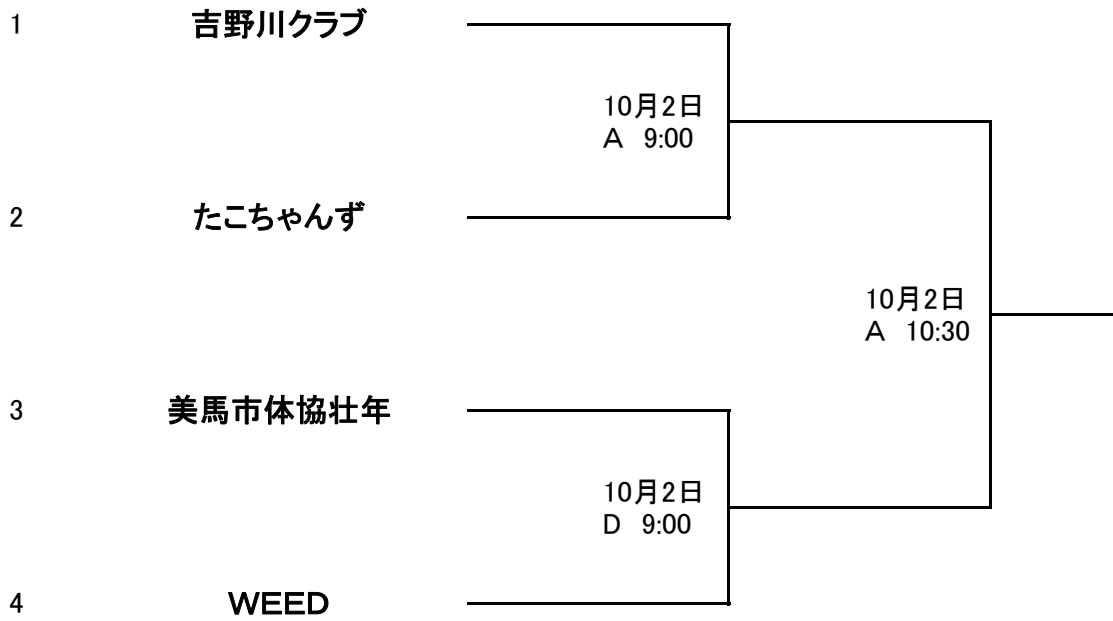 1 吉野川クラブ
10月2日
A 9:00
2 たこちゃんず
10月2日
A 10:30
3 美馬市体協壮年
10月2日
D 9:00
4 WEED